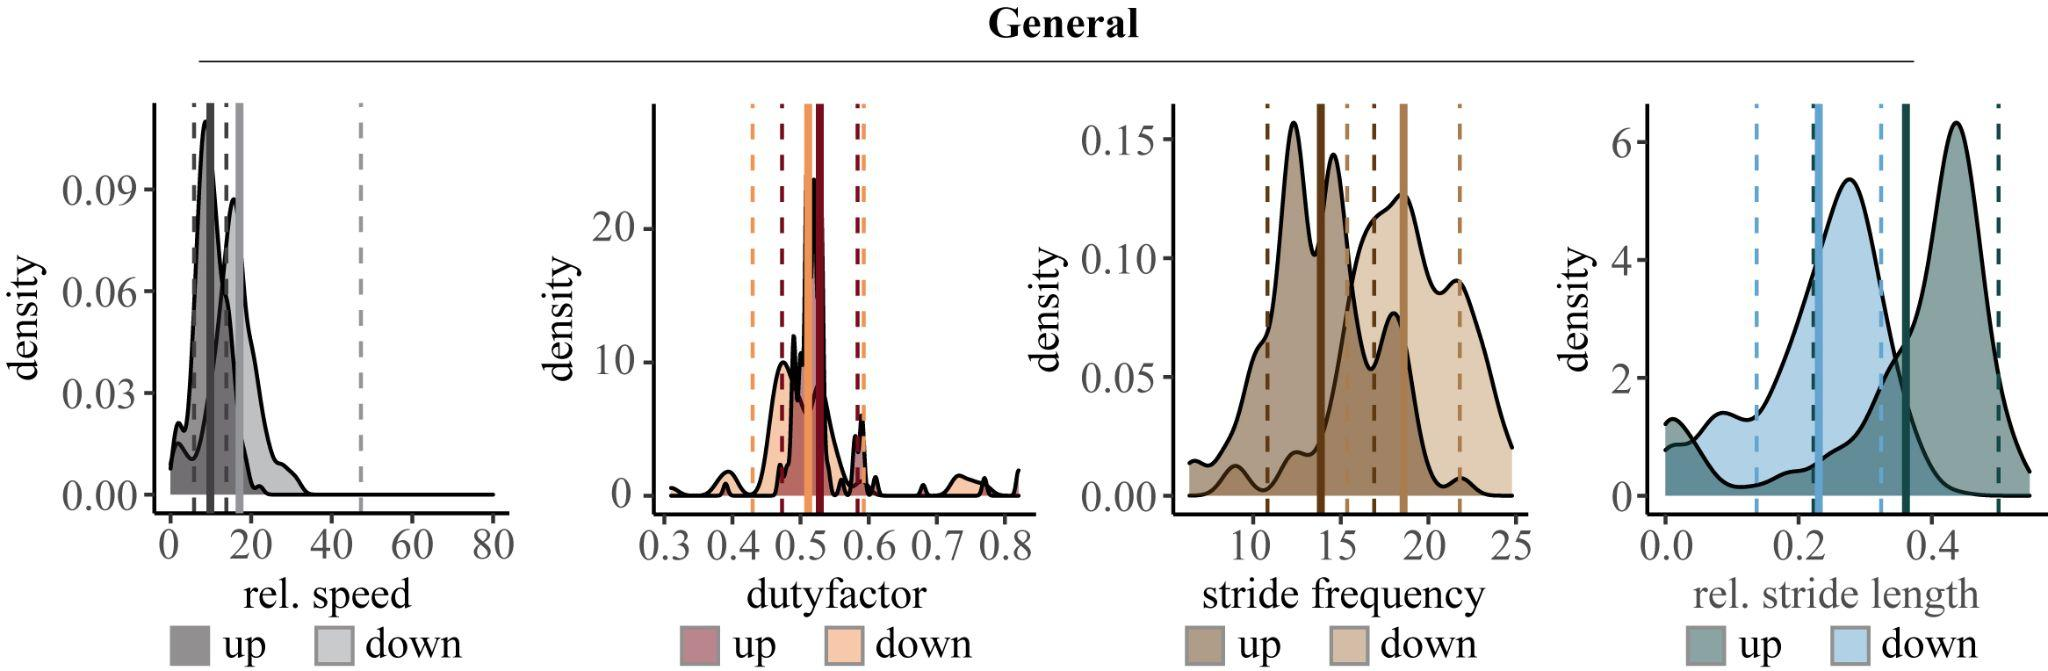 General
density
0.09
0.06
0.03
0.00
0 20 40 60 80
rel. speed
up down
density
20
10
0
0.3 0.4 0.5 0.6 0.7 0.8
dutyfactor
up down
density
0.15
0.10
0.05
0.00
10 15 20 25
stride frequency
up down
density
6
4
2
0
0.0 0.2 0.4
rel. stride length
up down